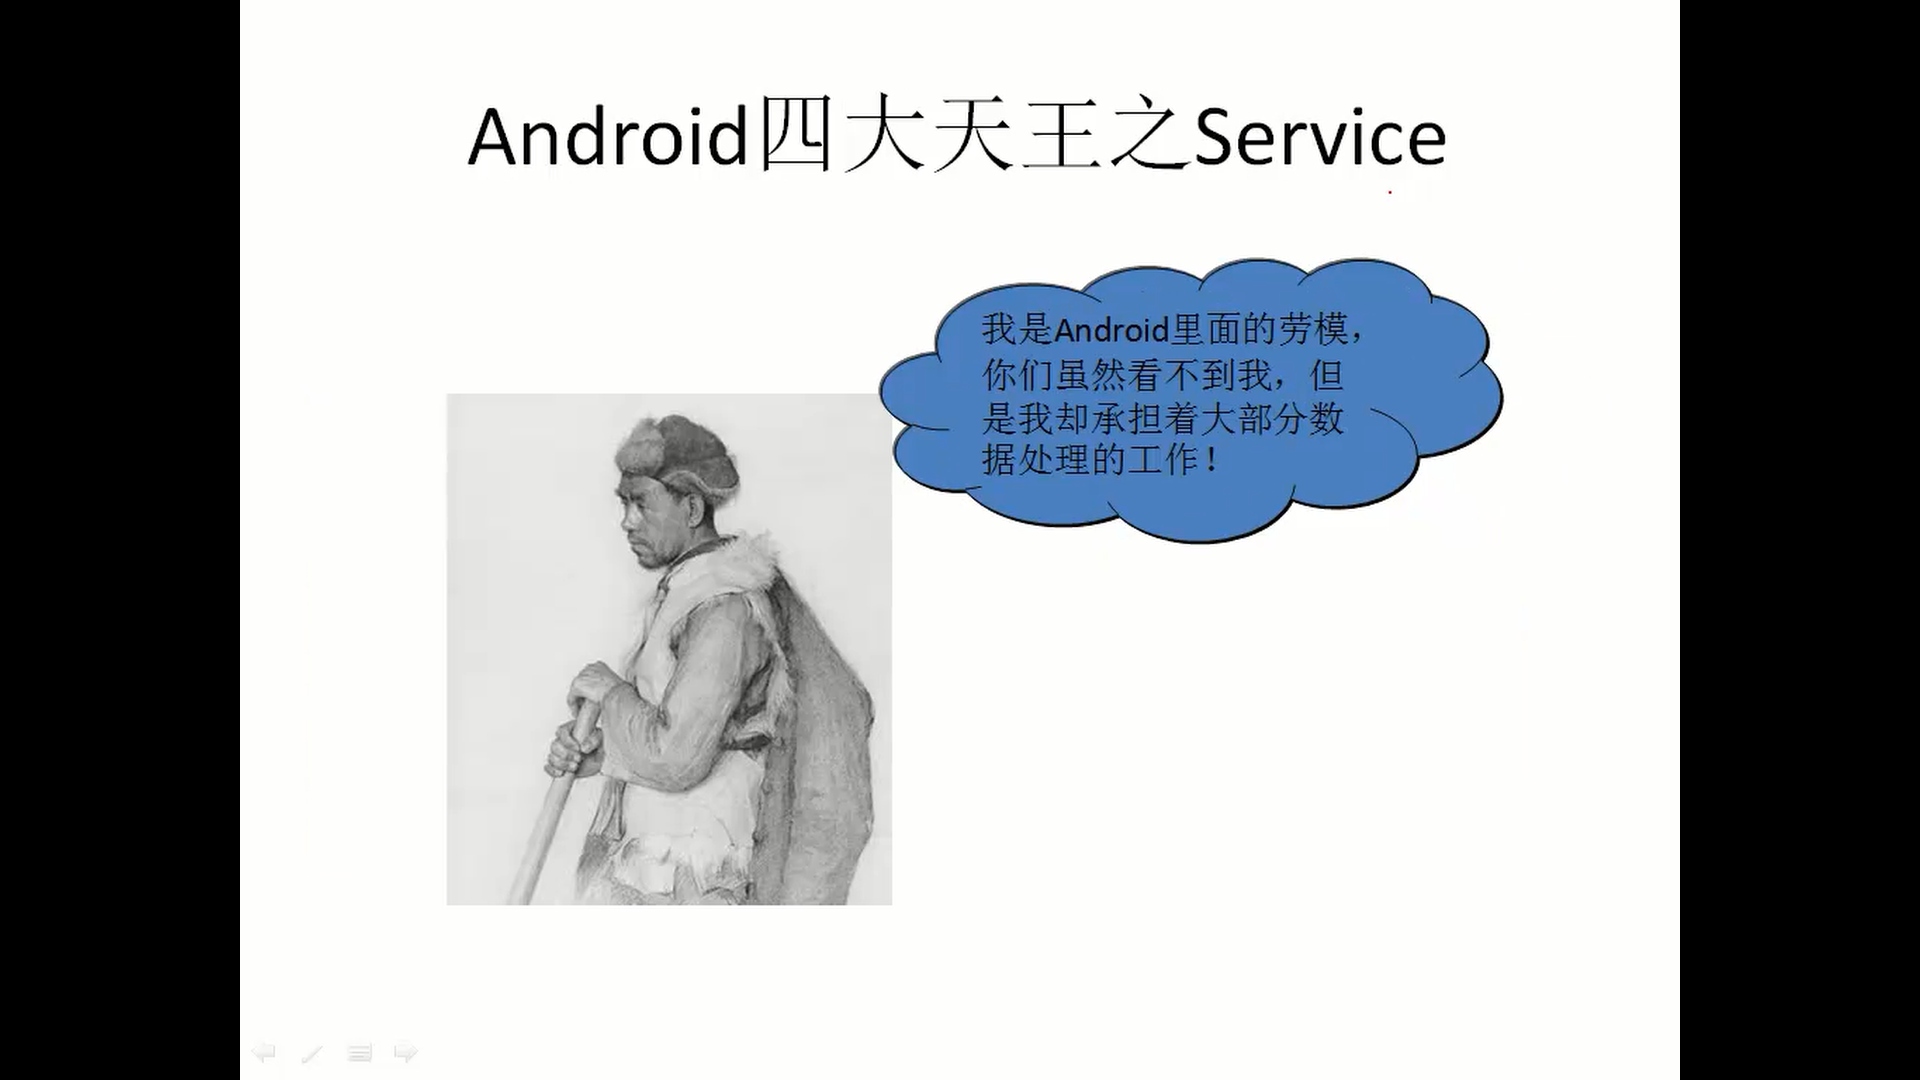 Android四大天王之Service
我是Android里面的劳模，
你们虽然看不到我，但
是我却承担着大部分数
据处理的工作！